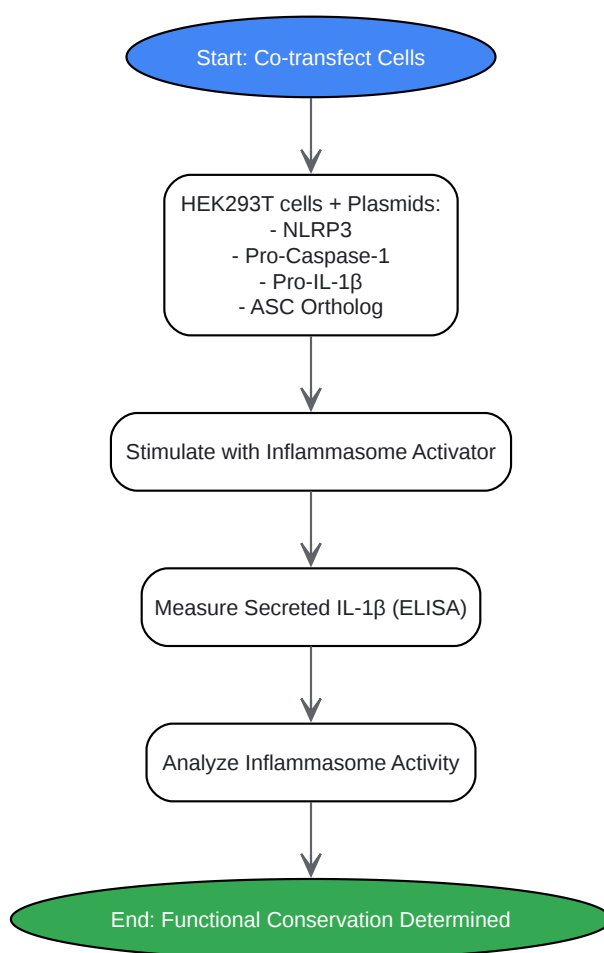 Start: Co-transfect Cells
HEK293T cells + Plasmids:
- NLRP3
- Pro-Caspase-1
- Pro-IL-1β
- ASC Ortholog
Stimulate with Inflammasome Activator
Measure Secreted IL-1β (ELISA)
Analyze Inflammasome Activity
End: Functional Conservation Determined